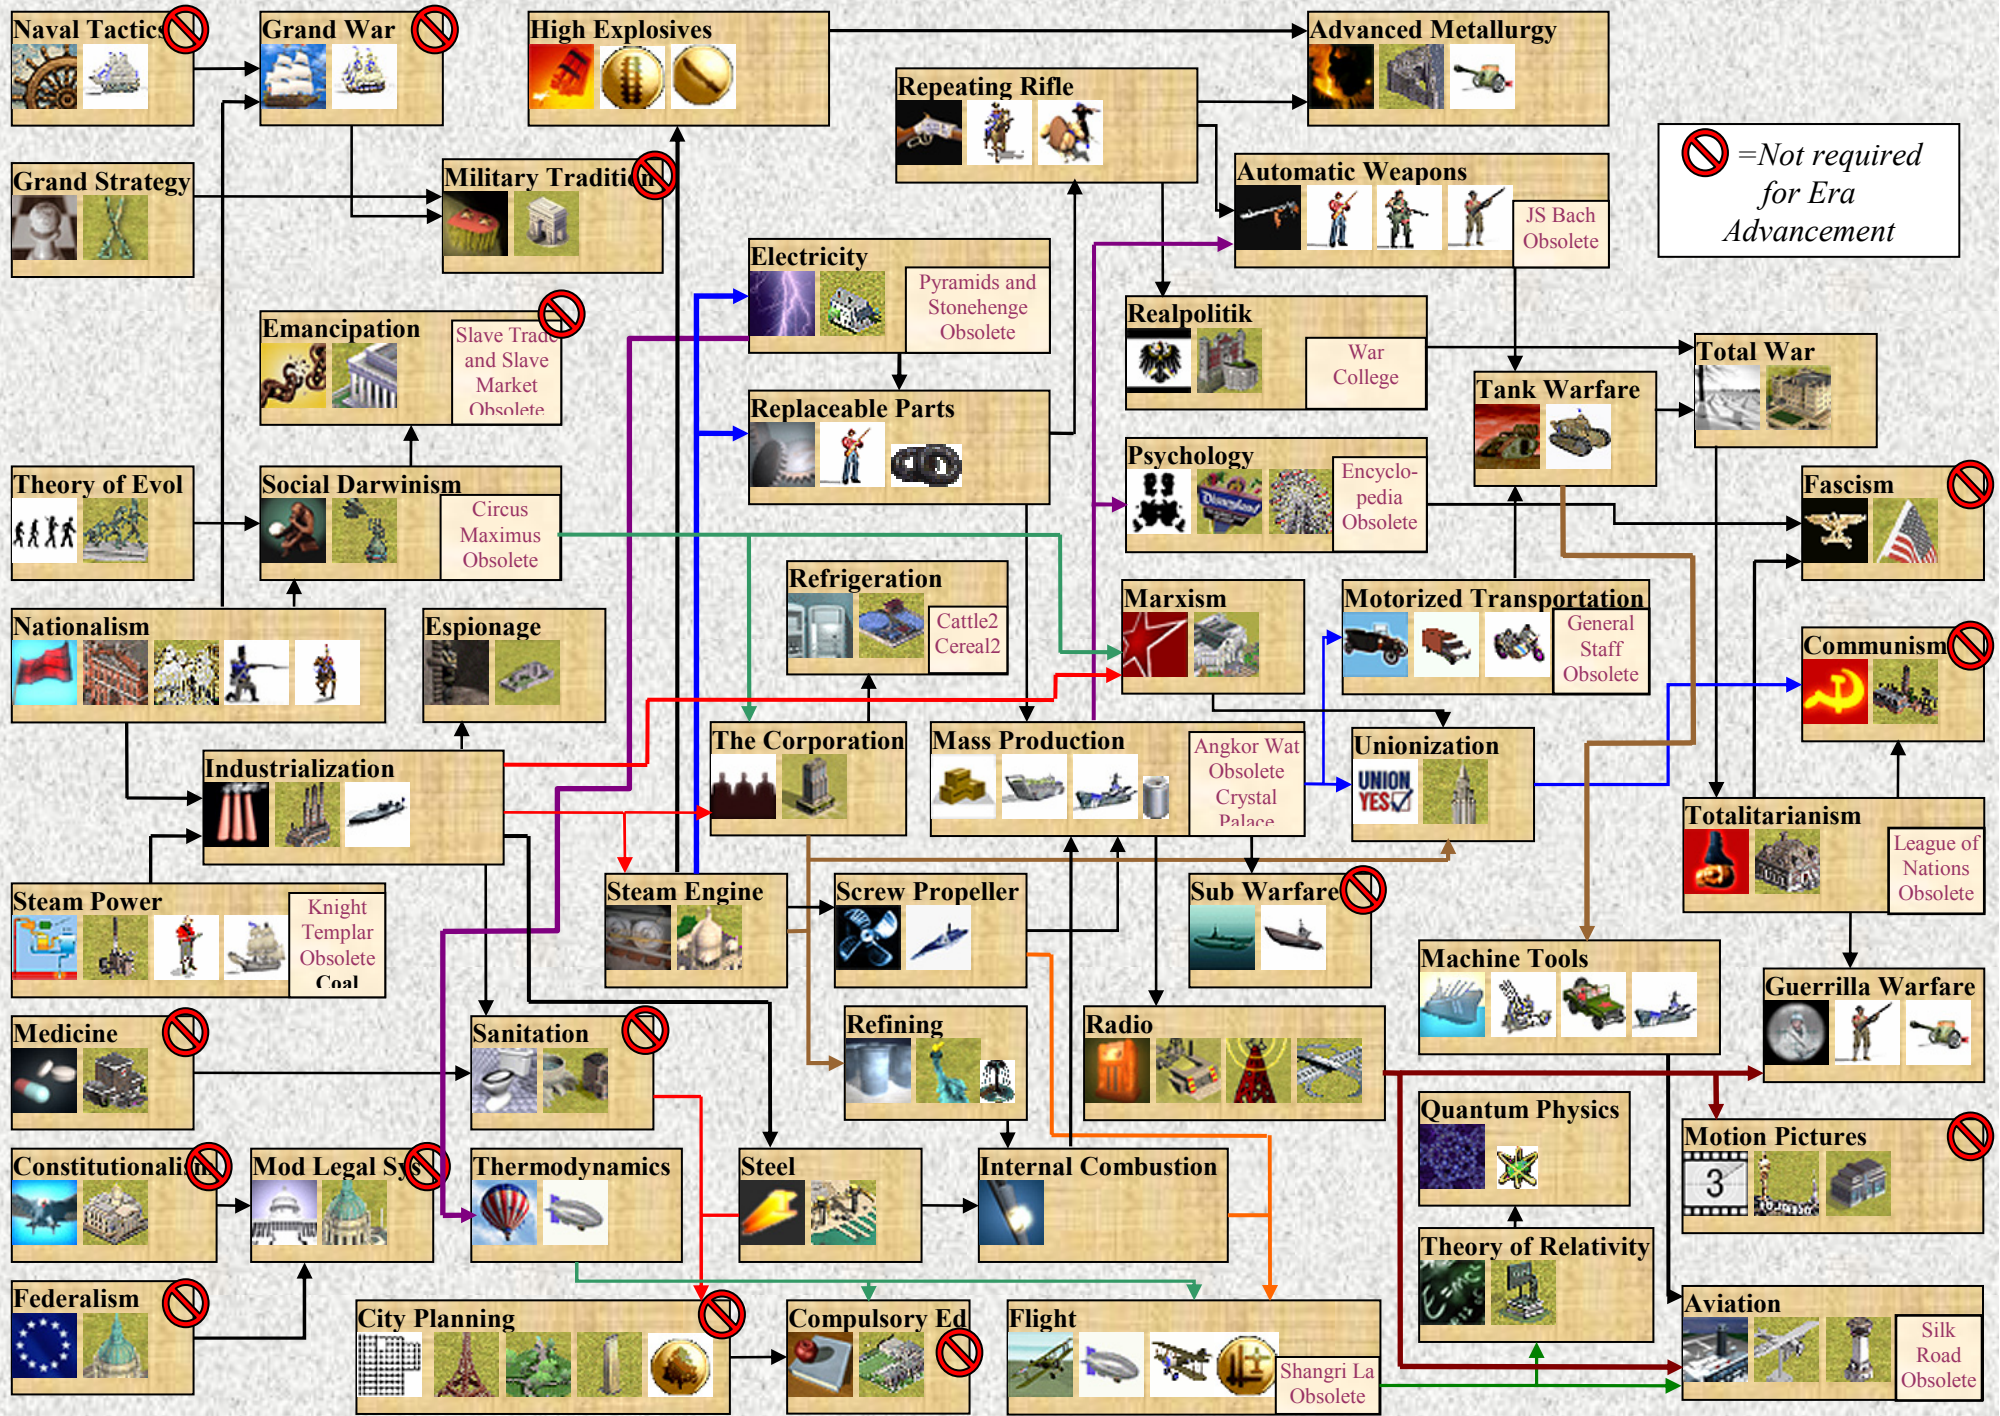 Naval Tactics
Grand War
High Explosives
Advanced Metallurgy
Repeating Rifle
=Not required
for Era
Advancement
Grand Strategy
Military Tradition
Automatic Weapons
JS Bach
Obsolete
Electricity
Pyramids and
Stonehenge
Obsolete
Realpolitik
War
College
Emancipation
Slave Trade
and Slave
Market
Obsolete
Total War
Tank Warfare
Replaceable Parts
Psychology
Disneyland
Encyclo-
pedia
Obsolete
Fascism
Theory of Evol
Social Darwinism
Circus
Maximus
Obsolete
Refrigeration
Cattle2
Cereal2
Marxism
Motorized Transportation
General
Staff
Obsolete
Nationalism
Espionage
Communism
The Corporation
Mass Production
Angkor Wat
Obsolete
Crystal
Palace
Unionization
UNION
YES
Industrialization
Totalitarianism
League of
Nations
Obsolete
Steam Power
Knight
Templar
Obsolete
Coal
Steam Engine
Screw Propeller
Sub Warfare
Machine Tools
Guerrilla Warfare
Medicine
Sanitation
Refining
Radio
Quantum Physics
Motion Pictures
3
Constitutionalism
Mod Legal Sys
Thermodynamics
Steel
Internal Combustion
Theory of Relativity
Federalism
City Planning
Compulsory Ed
Flight
Shangri La
Obsolete
Aviation
Silk
Road
Obsolete